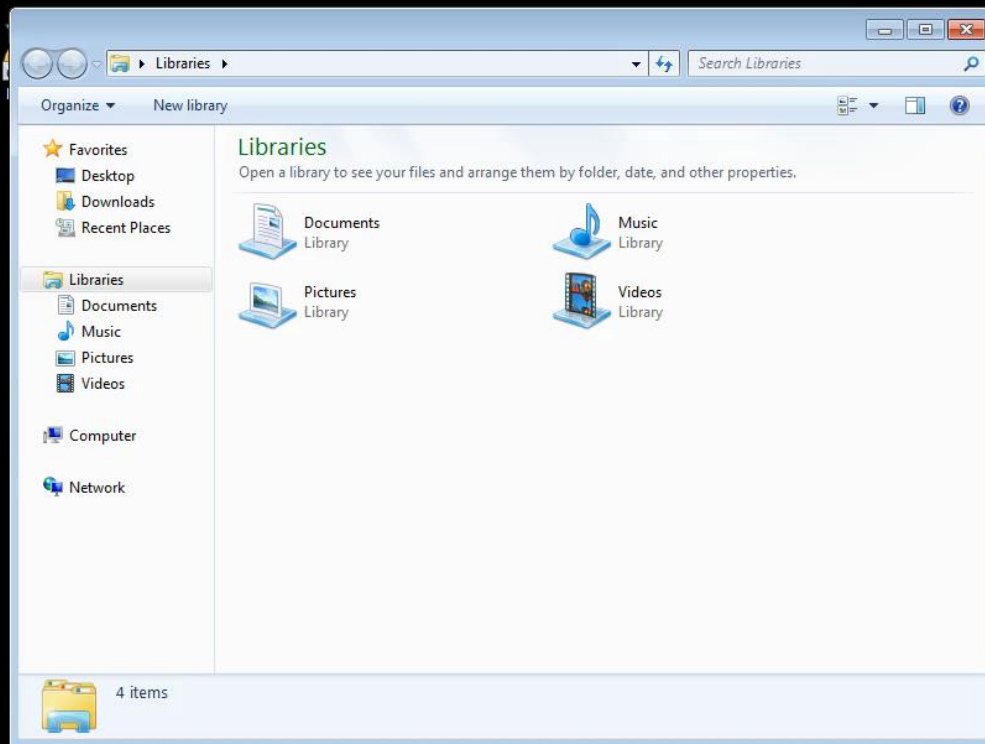 Libraries
Search Libraries
Organize
New library
Favorites
Desktop
Downloads
Recent Places
Libraries
Documents
Music
Pictures
Videos
Computer
Network
Libraries
Open a library to see your files and arrange them by folder, date, and other properties.
Documents
Library
Music
Library
Pictures
Library
Videos
Library
4 items